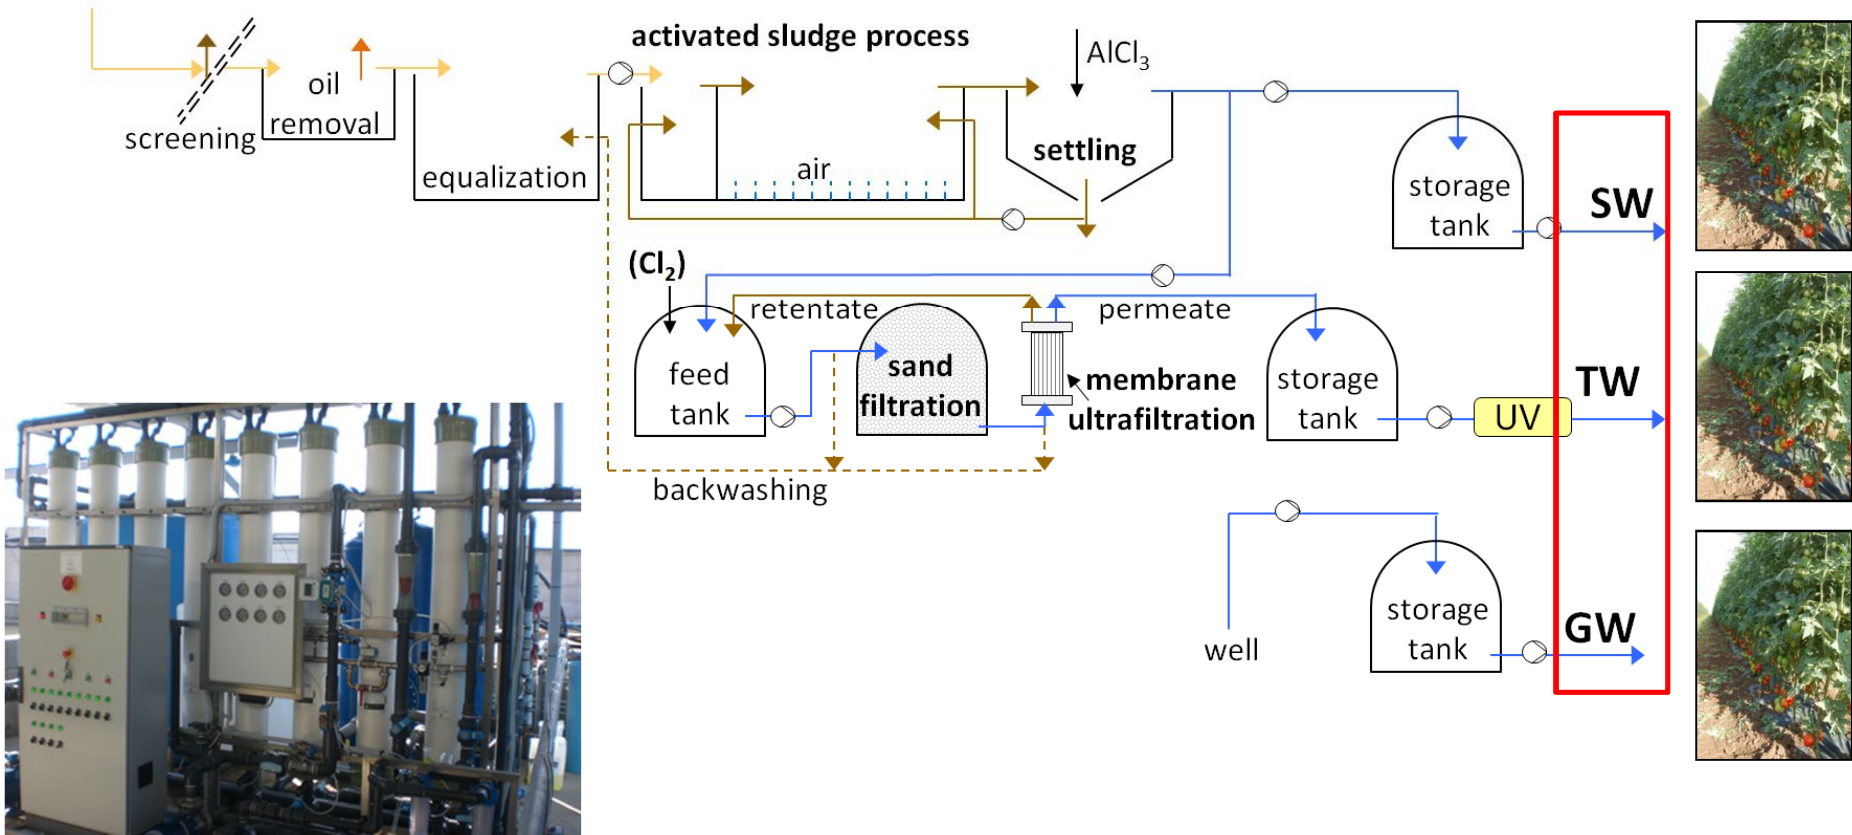 activated sludge process
AlCl₃
oil
removal
screening
equalization
air
settling
storage
tank
SW
(Cl₂)
retentate
permeate
feed
tank
sand
filtration
membrane
ultrafiltration
storage
tank
UV
TW
backwashing
well
storage
tank
GW